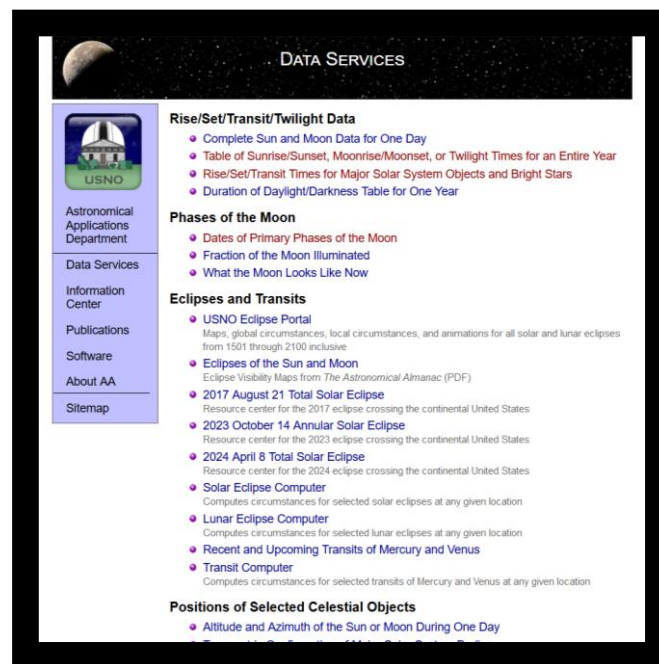 DATA SERVICES
USNO
Astronomical
Applications
Department
Data Services
Information
Center
Publications
Software
About AA
Sitemap
Rise/Set/Transit/Twilight Data
Complete Sun and Moon Data for One Day
Table of Sunrise/Sunset, Moonrise/Moonset, or Twilight Times for an Entire Year
Rise/Set/Transit Times for Major Solar System Objects and Bright Stars
Duration of Daylight/Darkness Table for One Year
Phases of the Moon
Dates of Primary Phases of the Moon
Fraction of the Moon Illuminated
What the Moon Looks Like Now
Eclipses and Transits
USNO Eclipse Portal
Maps, global circumstances, local circumstances, and animations for all solar and lunar eclipses
from 1501 through 2100 inclusive
Eclipses of the Sun and Moon
Eclipse Visibility Maps from The Astronomical Almanac (PDF)
2017 August 21 Total Solar Eclipse
Resource center for the 2017 eclipse crossing the continental United States
2023 October 14 Annular Solar Eclipse
Resource center for the 2023 eclipse crossing the continental United States
2024 April 8 Total Solar Eclipse
Resource center for the 2024 eclipse crossing the continental United States
Solar Eclipse Computer
Computes circumstances for selected solar eclipses at any given location
Lunar Eclipse Computer
Computes circumstances for selected lunar eclipses at any given location
Recent and Upcoming Transits of Mercury and Venus
Transit Computer
Computes circumstances for selected transits of Mercury and Venus at any given location
Positions of Selected Celestial Objects
Altitude and Azimuth of the Sun or Moon During One Day